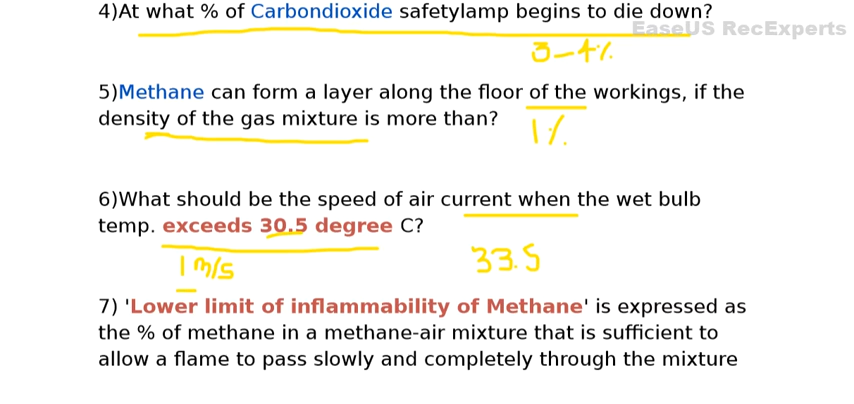 4)At what % of Carbondioxide safetylamp begins to die down?
EaseUS RecExperts
3-4%
5)Methane can form a layer along the floor of the workings, if the
density of the gas mixture is more than?
1%
6)What should be the speed of air current when the wet bulb
temp. exceeds 30.5 degree C?
1 m/s
33.5
7) 'Lower limit of inflammability of Methane' is expressed as
the % of methane in a methane-air mixture that is sufficient to
allow a flame to pass slowly and completely through the mixture